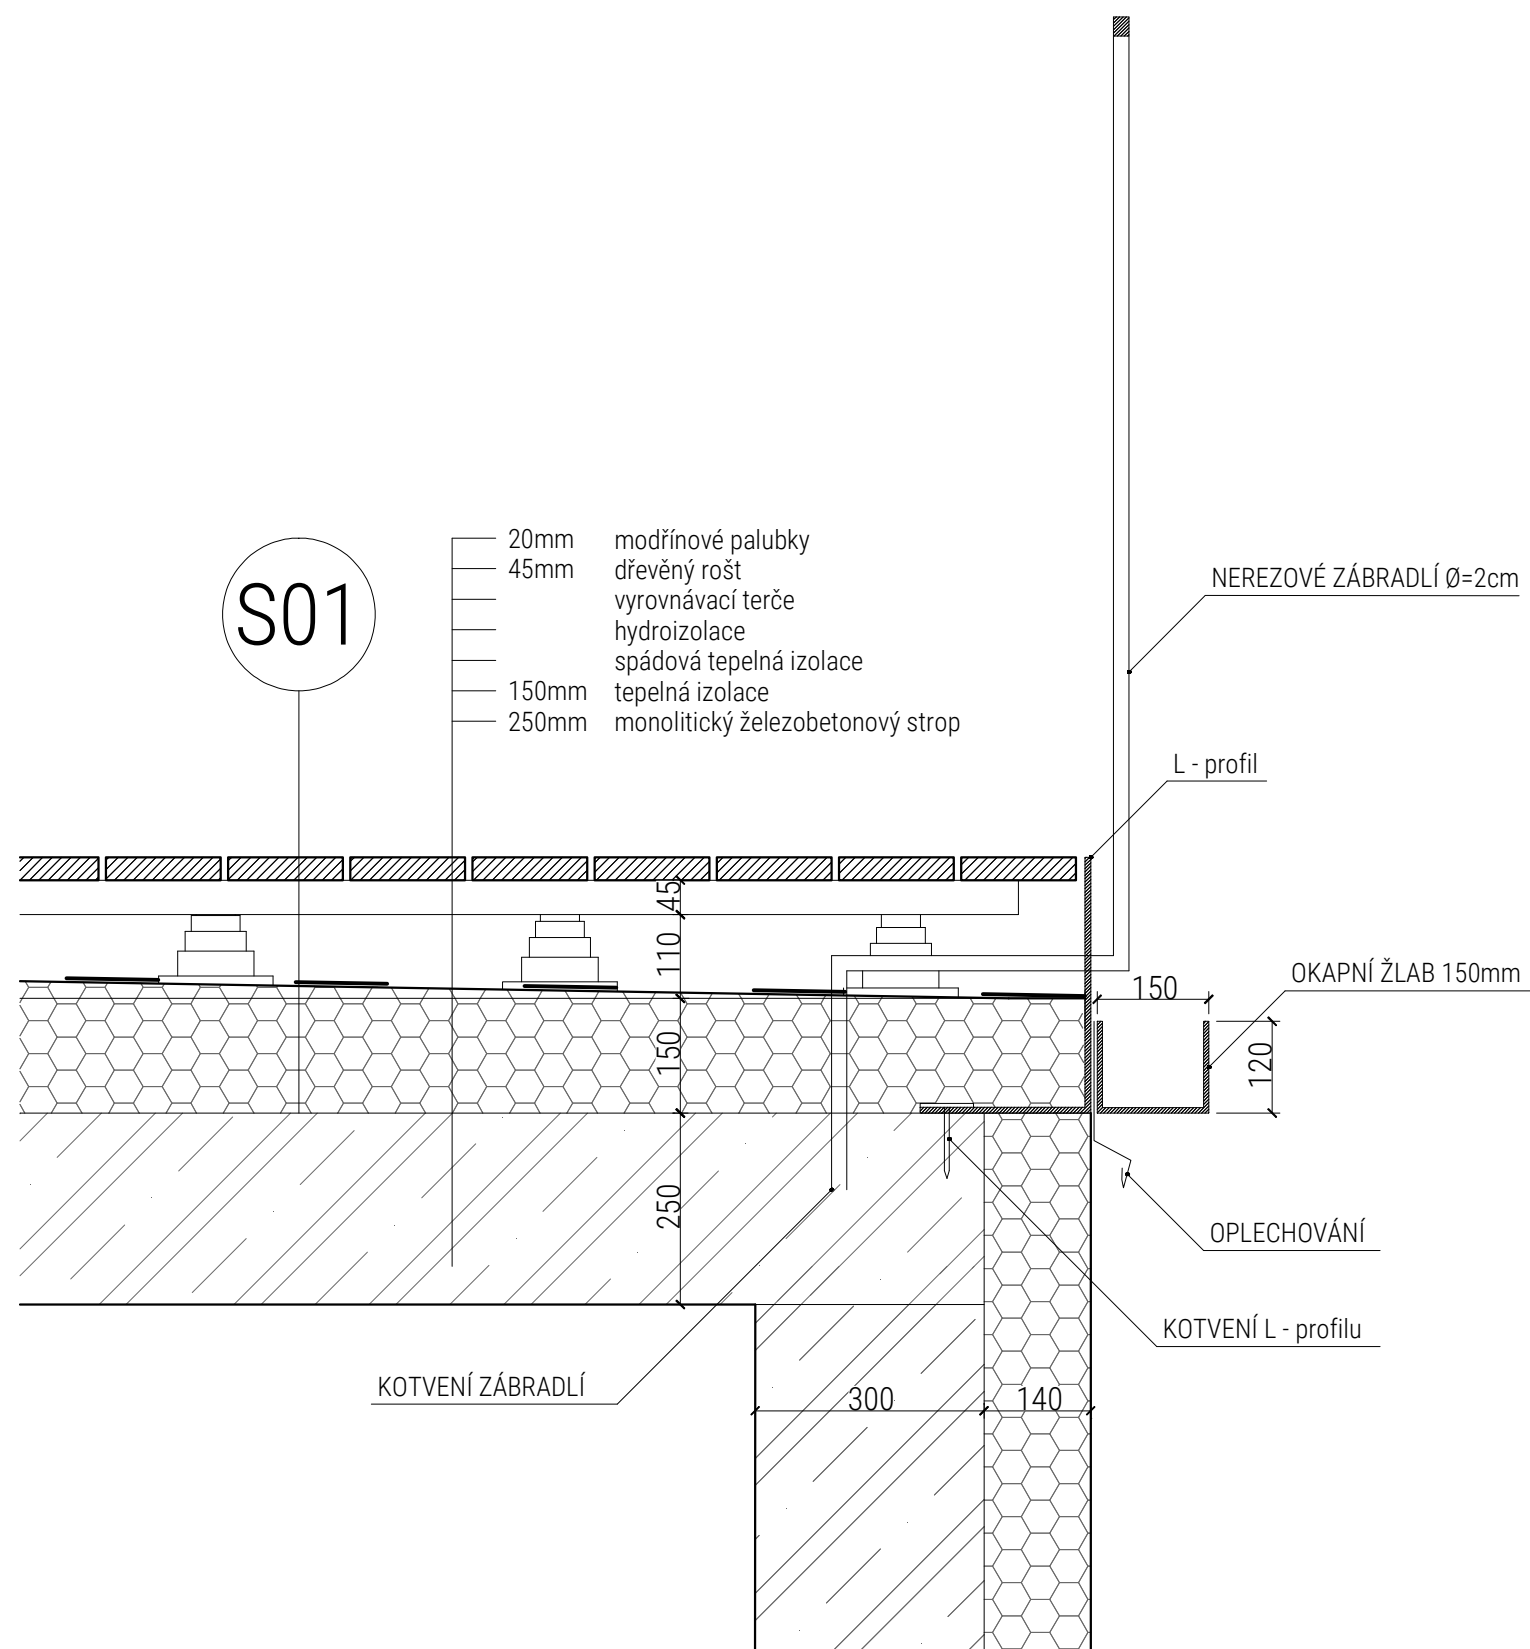 20mm modřínové palubky
45mm dřevěný rošt
vyrovnávací terče
hydroizolace
spádová tepelná izolace
150mm tepelná izolace
250mm monolitický železobetonový strop
S01
NEREZOVÉ ZÁBRADLÍ Ø=2cm
L - profil
45
110
150
250
OKAPNÍ ŽLAB 150mm
150
120
OPLECHOVÁNÍ
KOTVENÍ L - profilu
KOTVENÍ ZÁBRADLÍ
300
140